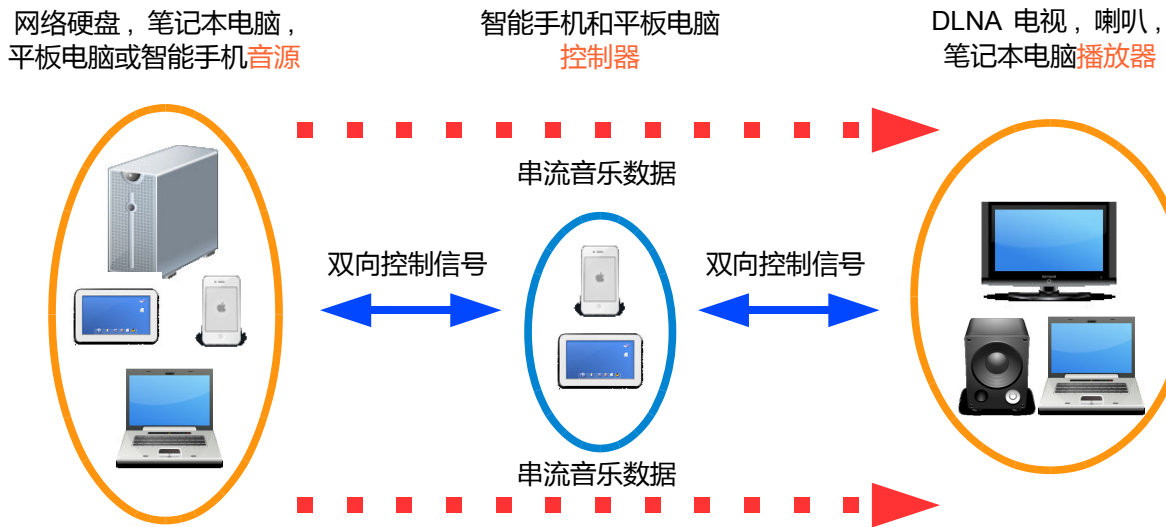 网络硬盘，笔记本电脑，
平板电脑或智能手机音源
智能手机和平板电脑
控制器
DLNA 电视，喇叭，
笔记本电脑播放器
串流音乐数据
双向控制信号
双向控制信号
串流音乐数据